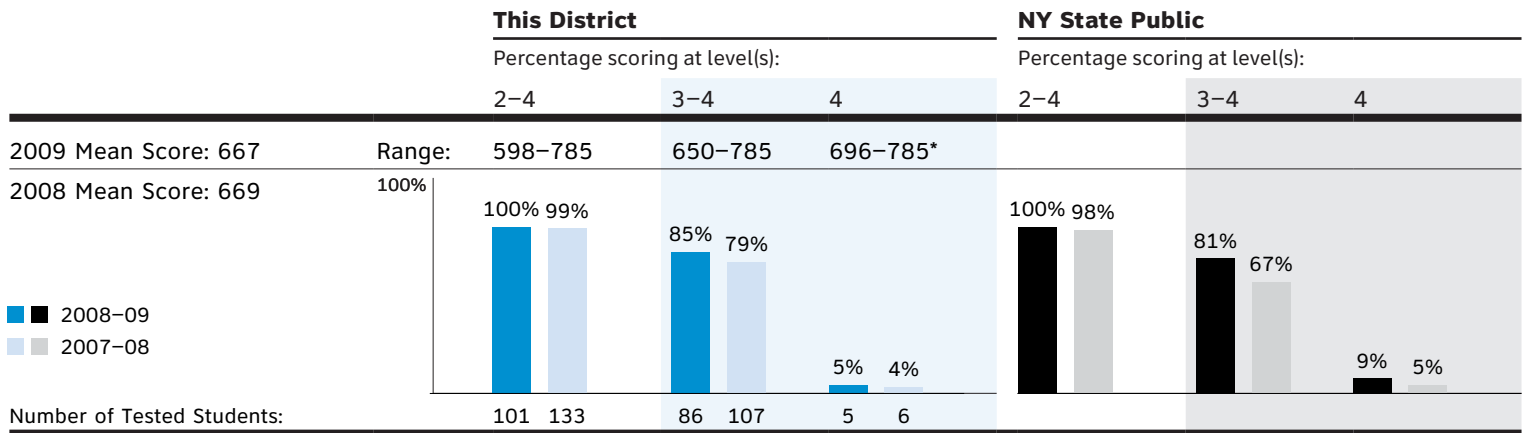 This District NY State Public
Percentage scoring at level(s): Percentage scoring at level(s):
2–4 3–4 4 2–4 3–4 4
2009 Mean Score: 667 Range: 598–785 650–785 696–785*
2008 Mean Score: 669 100%
100% 99% 85% 79% 5% 4% 100% 98% 81% 67% 9% 5%
2008–09
2007–08
Number of Tested Students: 101 133 86 107 5 6